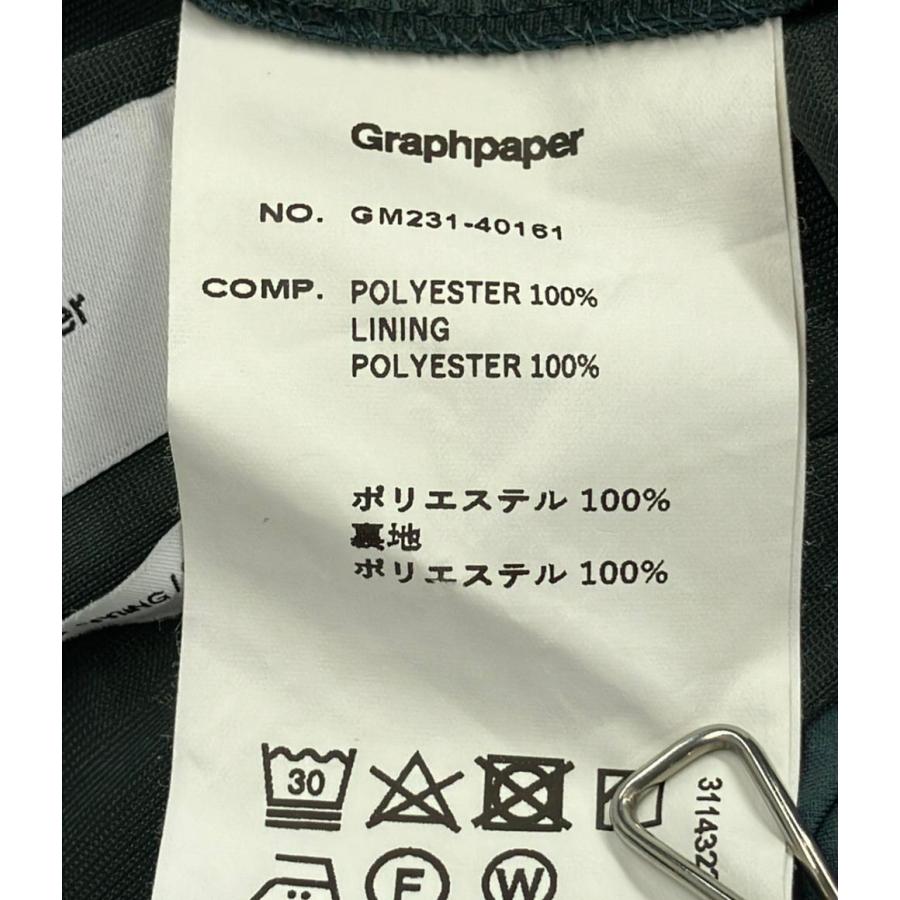 Graphpaper
NO. GM231-40161
COMP. POLYESTER 100%
LINING
POLYESTER 100%
ポリエステル 100%
裏地
ポリエステル 100%
30
F
W